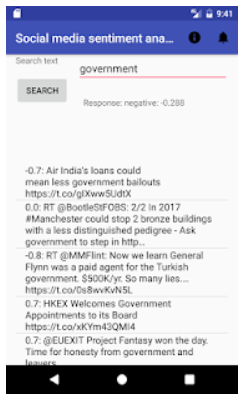 9:41
Social media sentiment ana...
Search text
government
SEARCH
Response: negative: -0.288
-0.7: Air India's loans could
mean less government bailouts
https://t.co/glXww5UdtX
0.0: RT @BootleStFOBS: 2/2 In 2017
#Manchester could stop 2 bronze buildings
with a less distinguished pedigree - Ask
government to step in http...
-0.8: RT @MMFlint: Now we learn General
Flynn was a paid agent for the Turkish
government. $500K/yr. So many lies....
https://t.co/0s8wvKvN5L
0.7: HKEX Welcomes Government
Appointments to its Board
https://t.co/xKYm43QMI4
0.7: @EUEXIT Project Fantasy won the day.
Time for honesty from government and
leavers